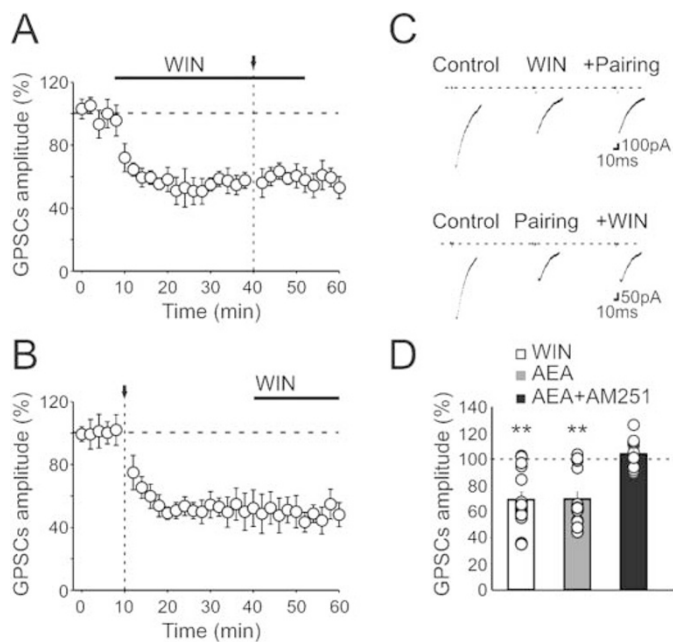 A
WIN
GPSCs amplitude (%)
120
80
40
0
0 10 20 30 40 50 60
Time (min)
B
WIN
GPSCs amplitude (%)
120
80
40
0
0 10 20 30 40 50 60
Time (min)
C
Control WIN +Pairing
100pA
10ms
Control Pairing +WIN
50pA
10ms
D
WIN
AEA
AEA+AM251
GPSCs amplitude (%)
140
120
100
80
60
40
20
0
** **